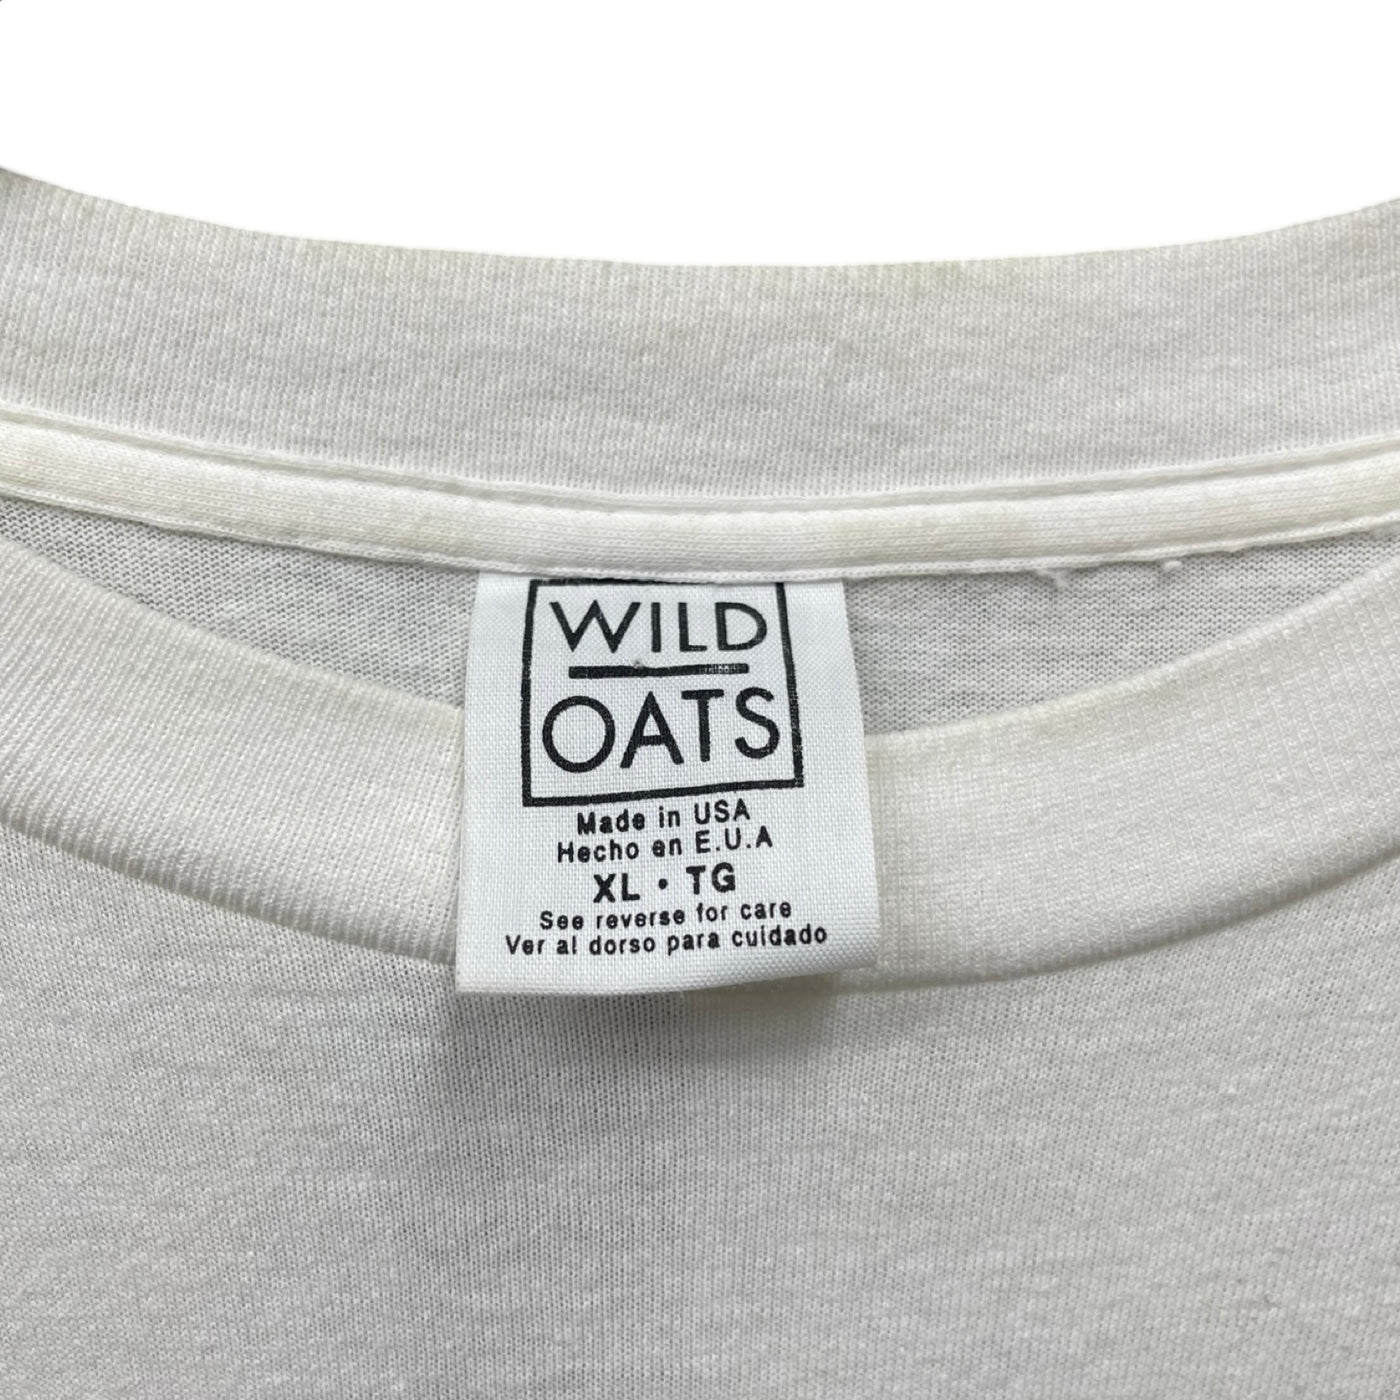 WILD
OATS
Made in USA
Hecho en E.U.A
XL • TG
See reverse for care
Ver al dorso para cuidado